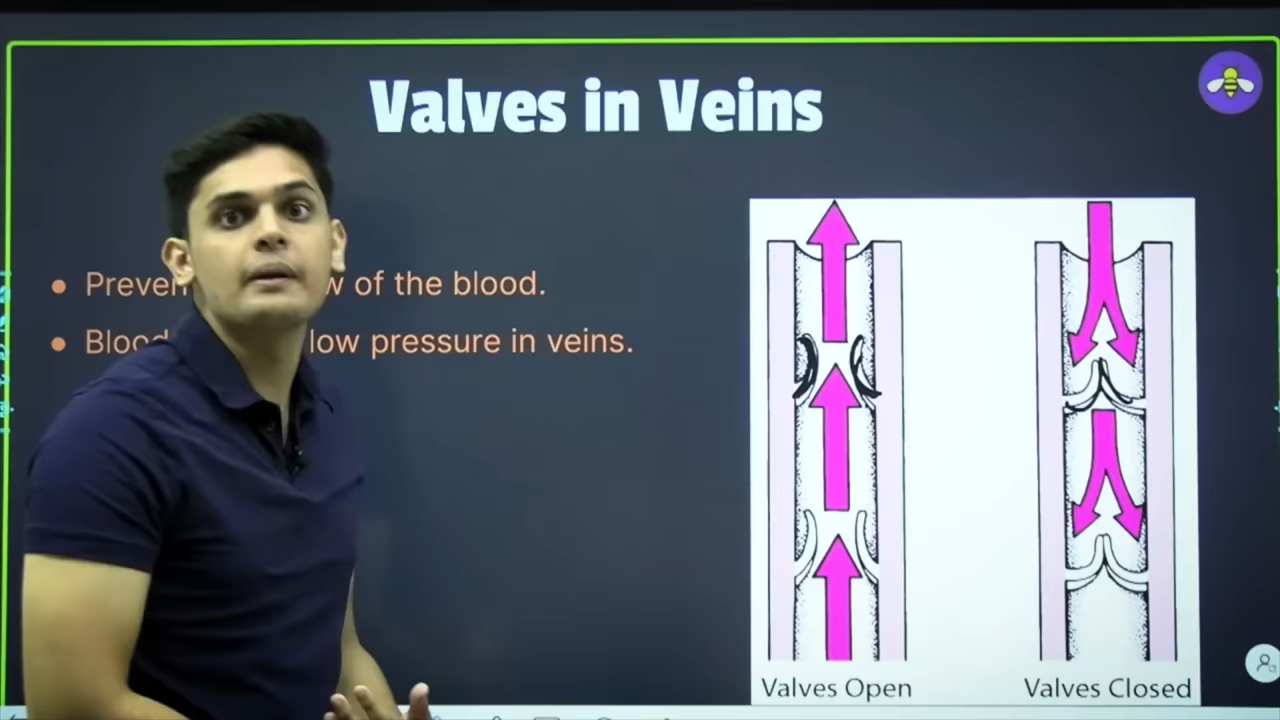 Valves in Veins
• Preven w of the blood.
• Blood low pressure in veins.
Valves Open
Valves Closed